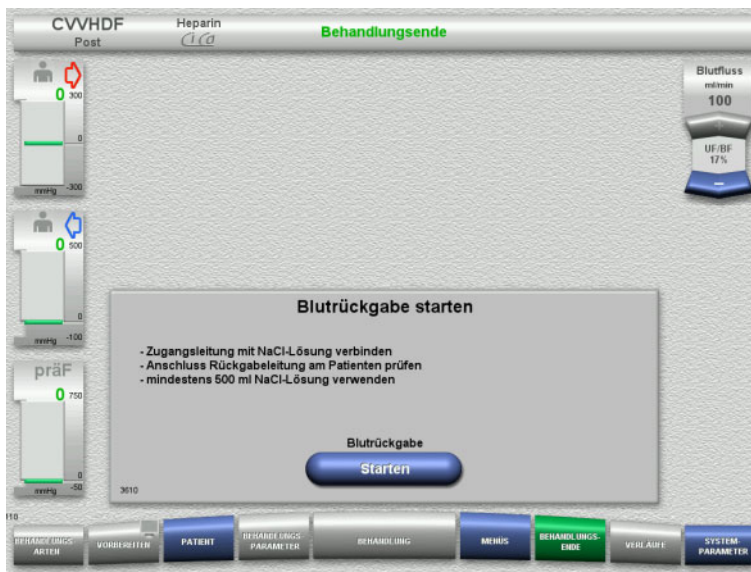 CVVHDF
Post
Heparin
CiCa
Behandlungsende
0
300
0
-300
mmHg
0
500
0
-100
mmHg
präF
0
750
0
-50
mmHg
Blutfluss
ml/min
100
UF/BF
17%
Blutrückgabe starten
- Zugangsleitung mit NaCl-Lösung verbinden
- Anschluss Rückgabeleitung am Patienten prüfen
- mindestens 500 ml NaCl-Lösung verwenden
Blutrückgabe
Starten
3610
BEHANDLUNGS-
ARTEN
VORBEREITEN
PATIENT
BEHANDLUNGS-
PARAMETER
BEHANDLUNG
MENÜS
BEHANDLUNGS-
ENDE
VERLÄUFE
SYSTEM-
PARAMETER